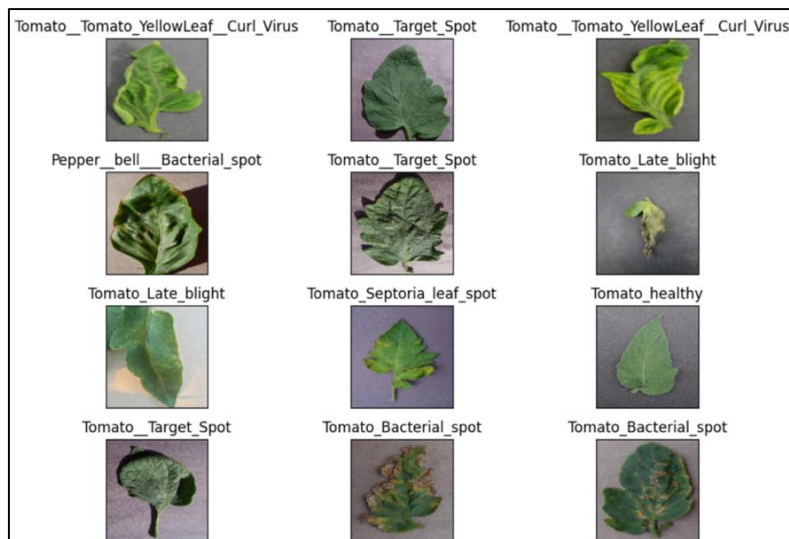 Tomato__Tomato_YellowLeaf__Curl_Virus
Tomato__Target_Spot
Tomato__Tomato_YellowLeaf__Curl_Virus
Pepper__bell___Bacterial_spot
Tomato__Target_Spot
Tomato_Late_blight
Tomato_Late_blight
Tomato_Septoria_leaf_spot
Tomato_healthy
Tomato__Target_Spot
Tomato_Bacterial_spot
Tomato_Bacterial_spot